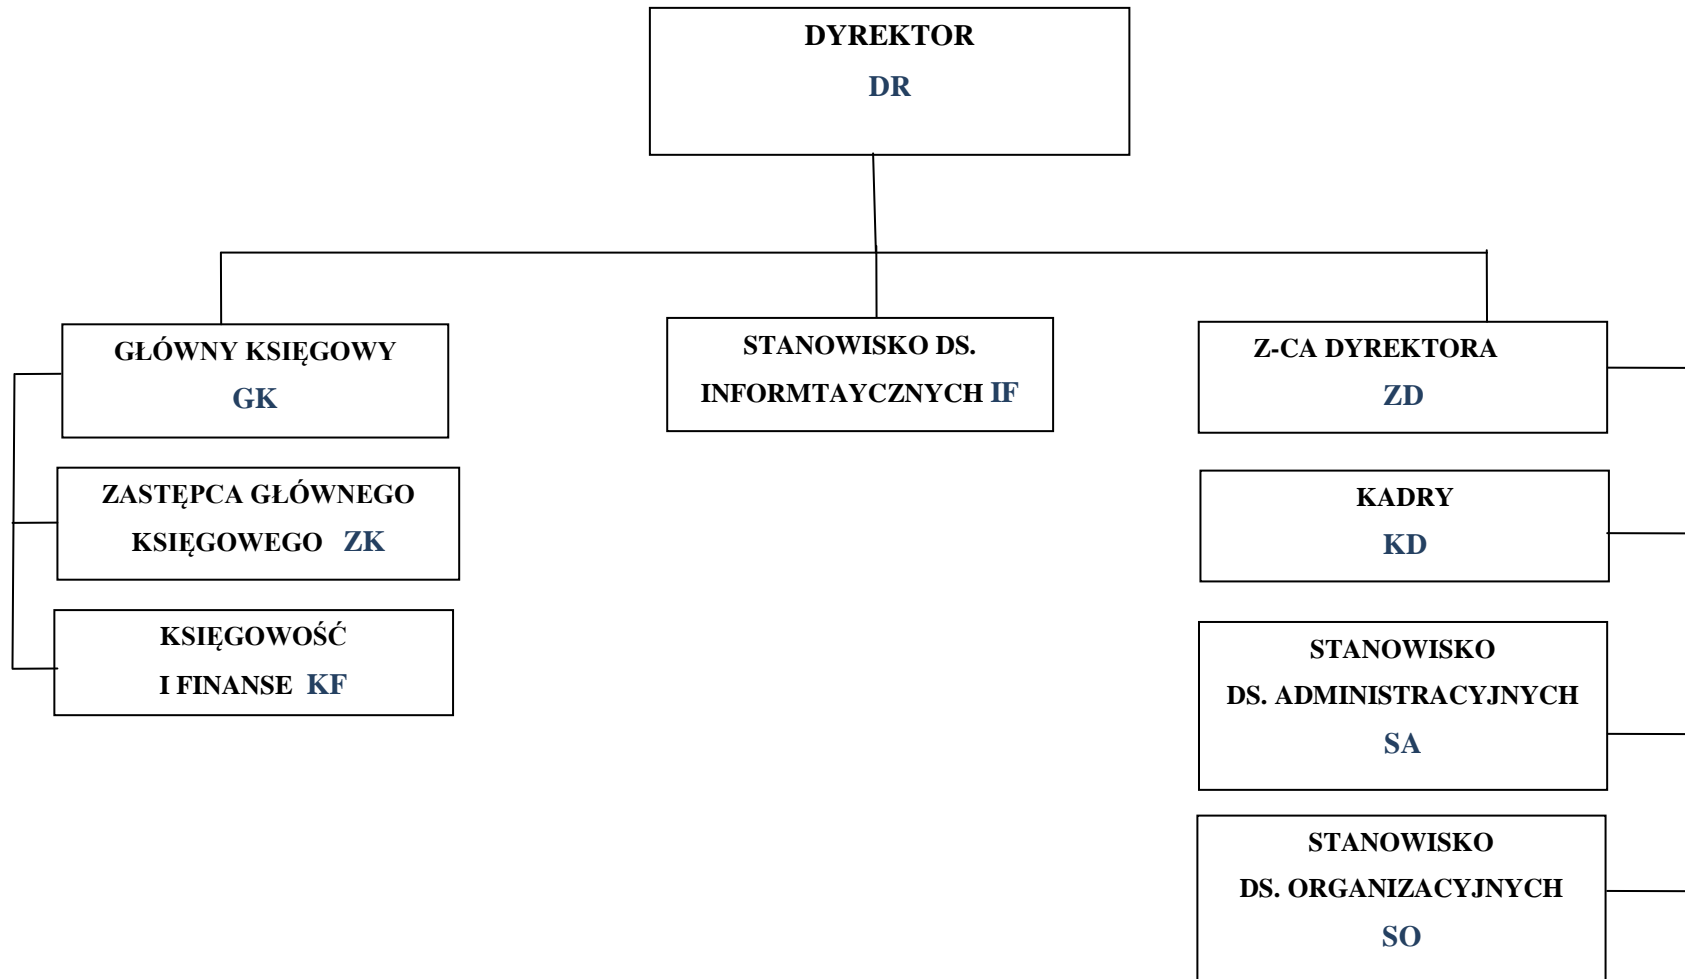 DYREKTOR
DR
GŁÓWNY KSIĘGOWY
GK
STANOWISKO DS.
INFORMTAYCZNYCH IF
Z-CA DYREKTORA
ZD
ZASTĘPCA GŁÓWNEGO
KSIĘGOWEGO ZK
KADRY
KD
KSIĘGOWOŚĆ
I FINANSE KF
STANOWISKO
DS. ADMINISTRACYJNYCH
SA
STANOWISKO
DS. ORGANIZACYJNYCH
SO